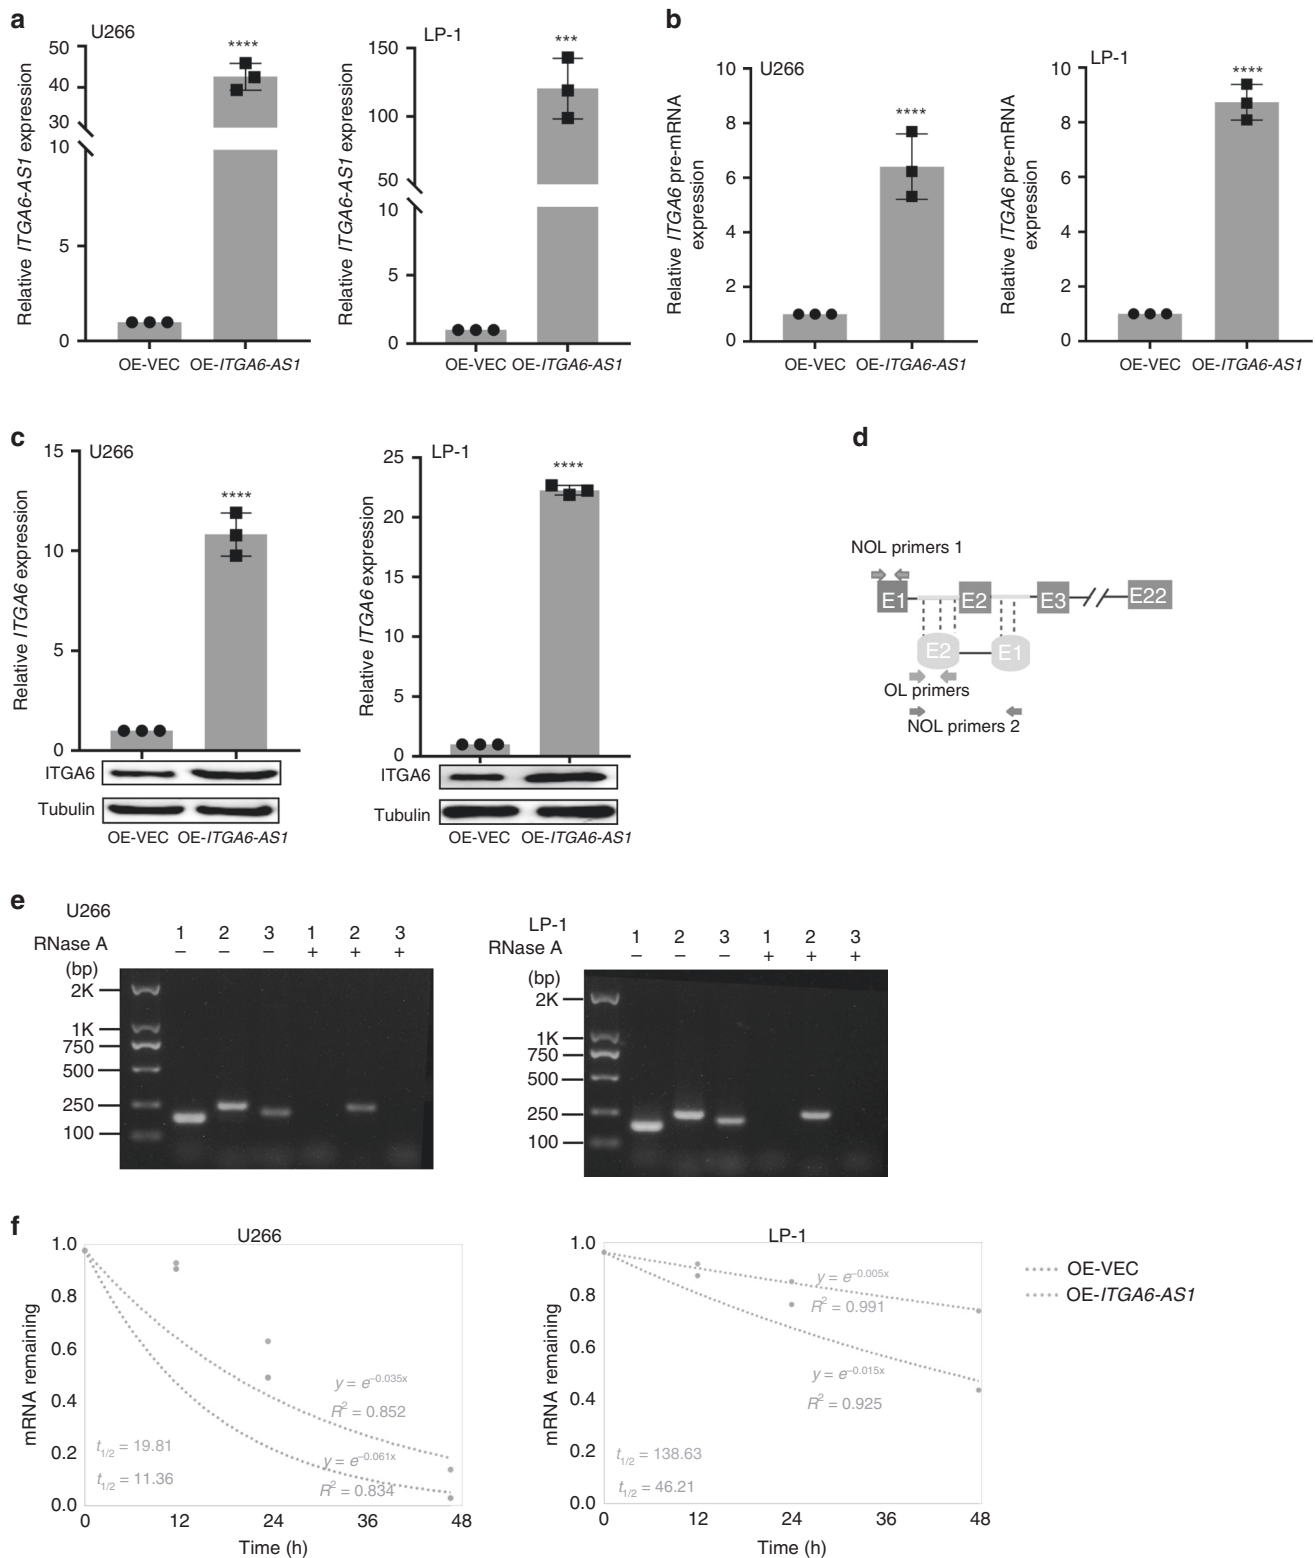 a
U266
Relative ITGA6-AS1 expression
50
40
30
10
5
0
****
OE-VEC OE-ITGA6-AS1
LP-1
Relative ITGA6-AS1 expression
150
100
50
10
5
0
***
OE-VEC OE-ITGA6-AS1
b
U266
Relative ITGA6 pre-mRNA
expression
10
8
6
4
2
0
****
OE-VEC OE-ITGA6-AS1
LP-1
Relative ITGA6 pre-mRNA
expression
10
8
6
4
2
0
****
OE-VEC OE-ITGA6-AS1
c
U266
Relative ITGA6 expression
15
10
5
0
****
ITGA6
Tubulin
OE-VEC OE-ITGA6-AS1
LP-1
Relative ITGA6 expression
25
20
15
10
5
0
****
ITGA6
Tubulin
OE-VEC OE-ITGA6-AS1
d
NOL primers 1
E1 E2 E3 E22
E2 E1
OL primers
NOL primers 2
e
U266
1 2 3 1 2 3
RNase A – – – + + +
(bp)
2K
1K
750
500
250
100
LP-1
1 2 3 1 2 3
RNase A – – – + + +
(bp)
2K
1K
750
500
250
100
f
U266
mRNA remaining
1.0
0.8
0.6
0.4
0.2
0.0
y = e^–0.035x
R² = 0.852
y = e^–0.061x
R² = 0.834
t1/2 = 19.81
t1/2 = 11.36
0 12 24 36 48
Time (h)
LP-1
mRNA remaining
1.0
0.8
0.6
0.4
0.2
0.0
y = e^–0.005x
R² = 0.991
y = e^–0.015x
R² = 0.925
t1/2 = 138.63
t1/2 = 46.21
0 12 24 36 48
Time (h)
OE-VEC
OE-ITGA6-AS1